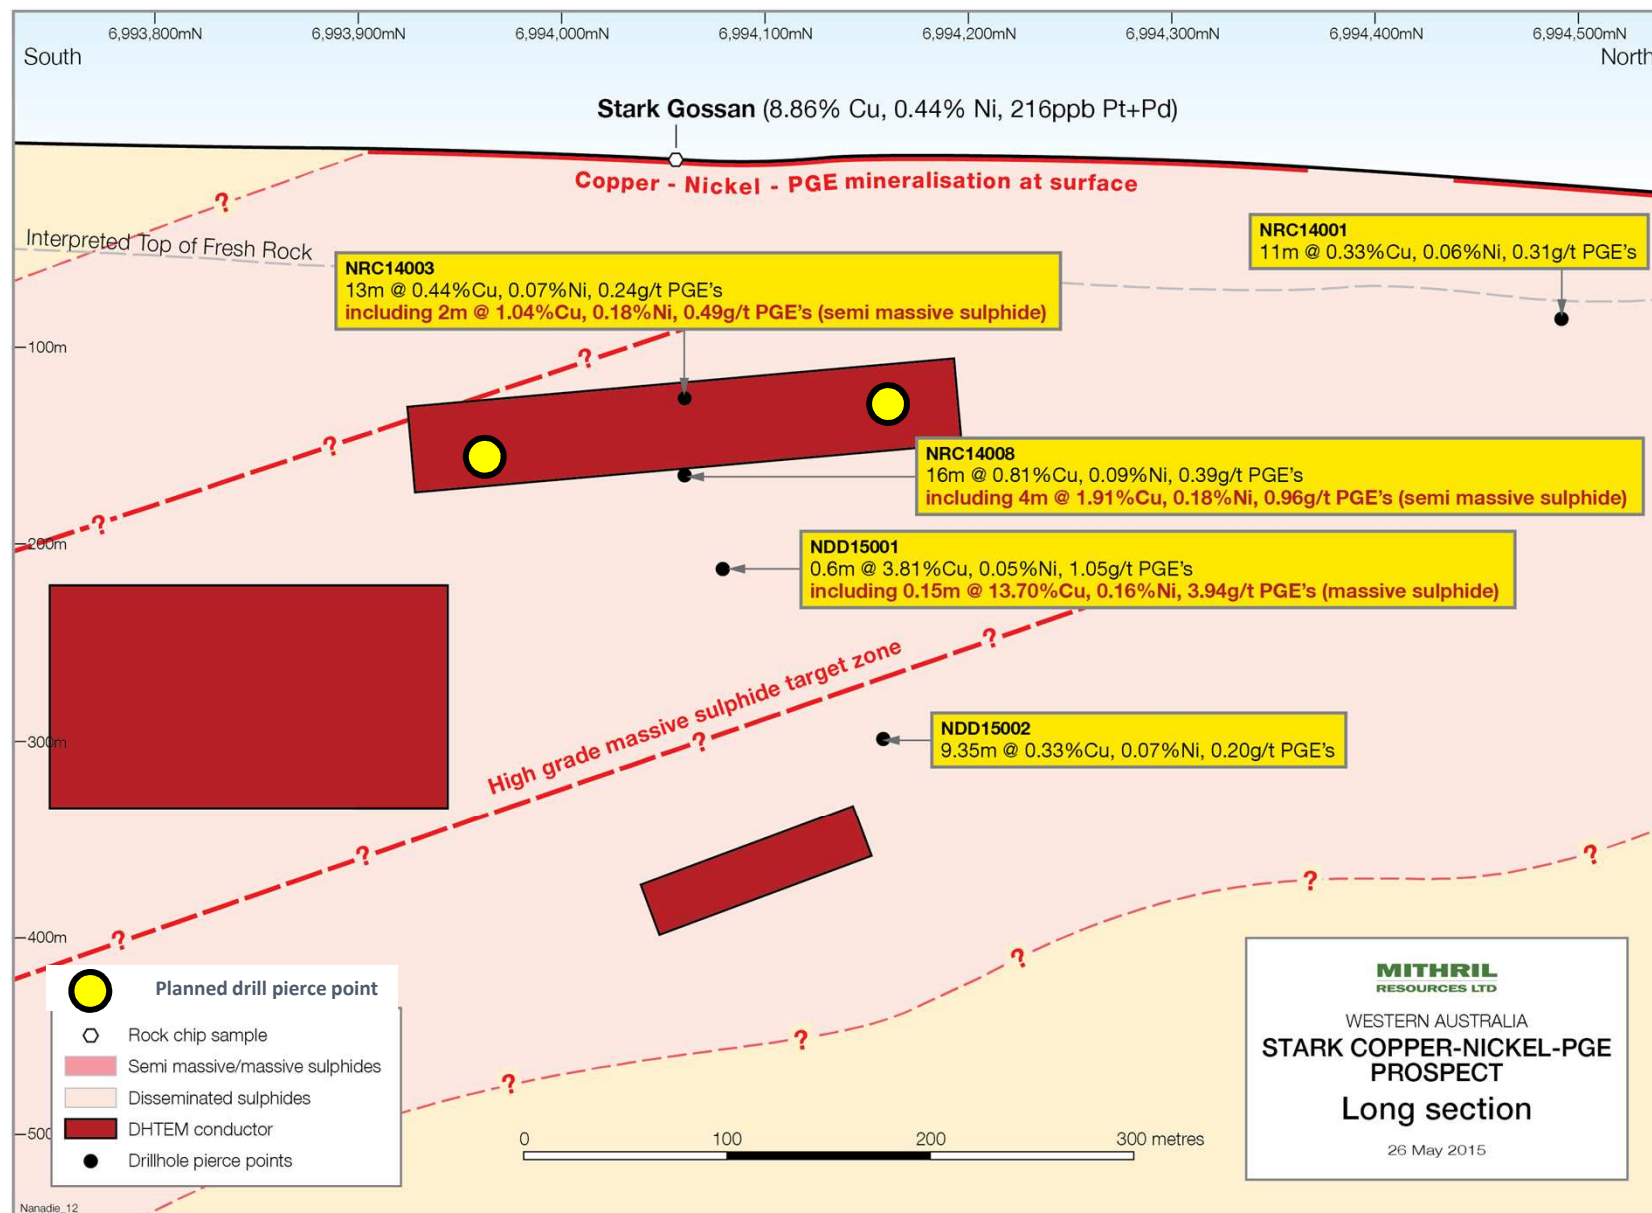 6,993,800mN 6,993,900mN 6,994,000mN 6,994,100mN 6,994,200mN 6,994,300mN 6,994,400mN 6,994,500mN
South
North
Stark Gossan (8.86% Cu, 0.44% Ni, 216ppb Pt+Pd)
Copper - Nickel - PGE mineralisation at surface
?
Interpreted Top of Fresh Rock
NRC14001
11m @ 0.33%Cu, 0.06%Ni, 0.31g/t PGE's
NRC14003
13m @ 0.44%Cu, 0.07%Ni, 0.24g/t PGE's
including 2m @ 1.04%Cu, 0.18%Ni, 0.49g/t PGE's (semi massive sulphide)
100m
?
?
?
NRC14008
16m @ 0.81%Cu, 0.09%Ni, 0.39g/t PGE's
including 4m @ 1.91%Cu, 0.18%Ni, 0.96g/t PGE's (semi massive sulphide)
200m
NDD15001
0.6m @ 3.81%Cu, 0.05%Ni, 1.05g/t PGE's
including 0.15m @ 13.70%Cu, 0.16%Ni, 3.94g/t PGE's (massive sulphide)
High grade massive sulphide target zone
?
?
?
?
300m
NDD15002
9.35m @ 0.33%Cu, 0.07%Ni, 0.20g/t PGE's
?
?
?
?
?
400m
500
Planned drill pierce point
Rock chip sample
Semi massive/massive sulphides
Disseminated sulphides
DHTEM conductor
Drillhole pierce points
0 100 200 300 metres
MITHRIL
RESOURCES LTD
WESTERN AUSTRALIA
STARK COPPER-NICKEL-PGE
PROSPECT
Long section
26 May 2015
Nanadie_12